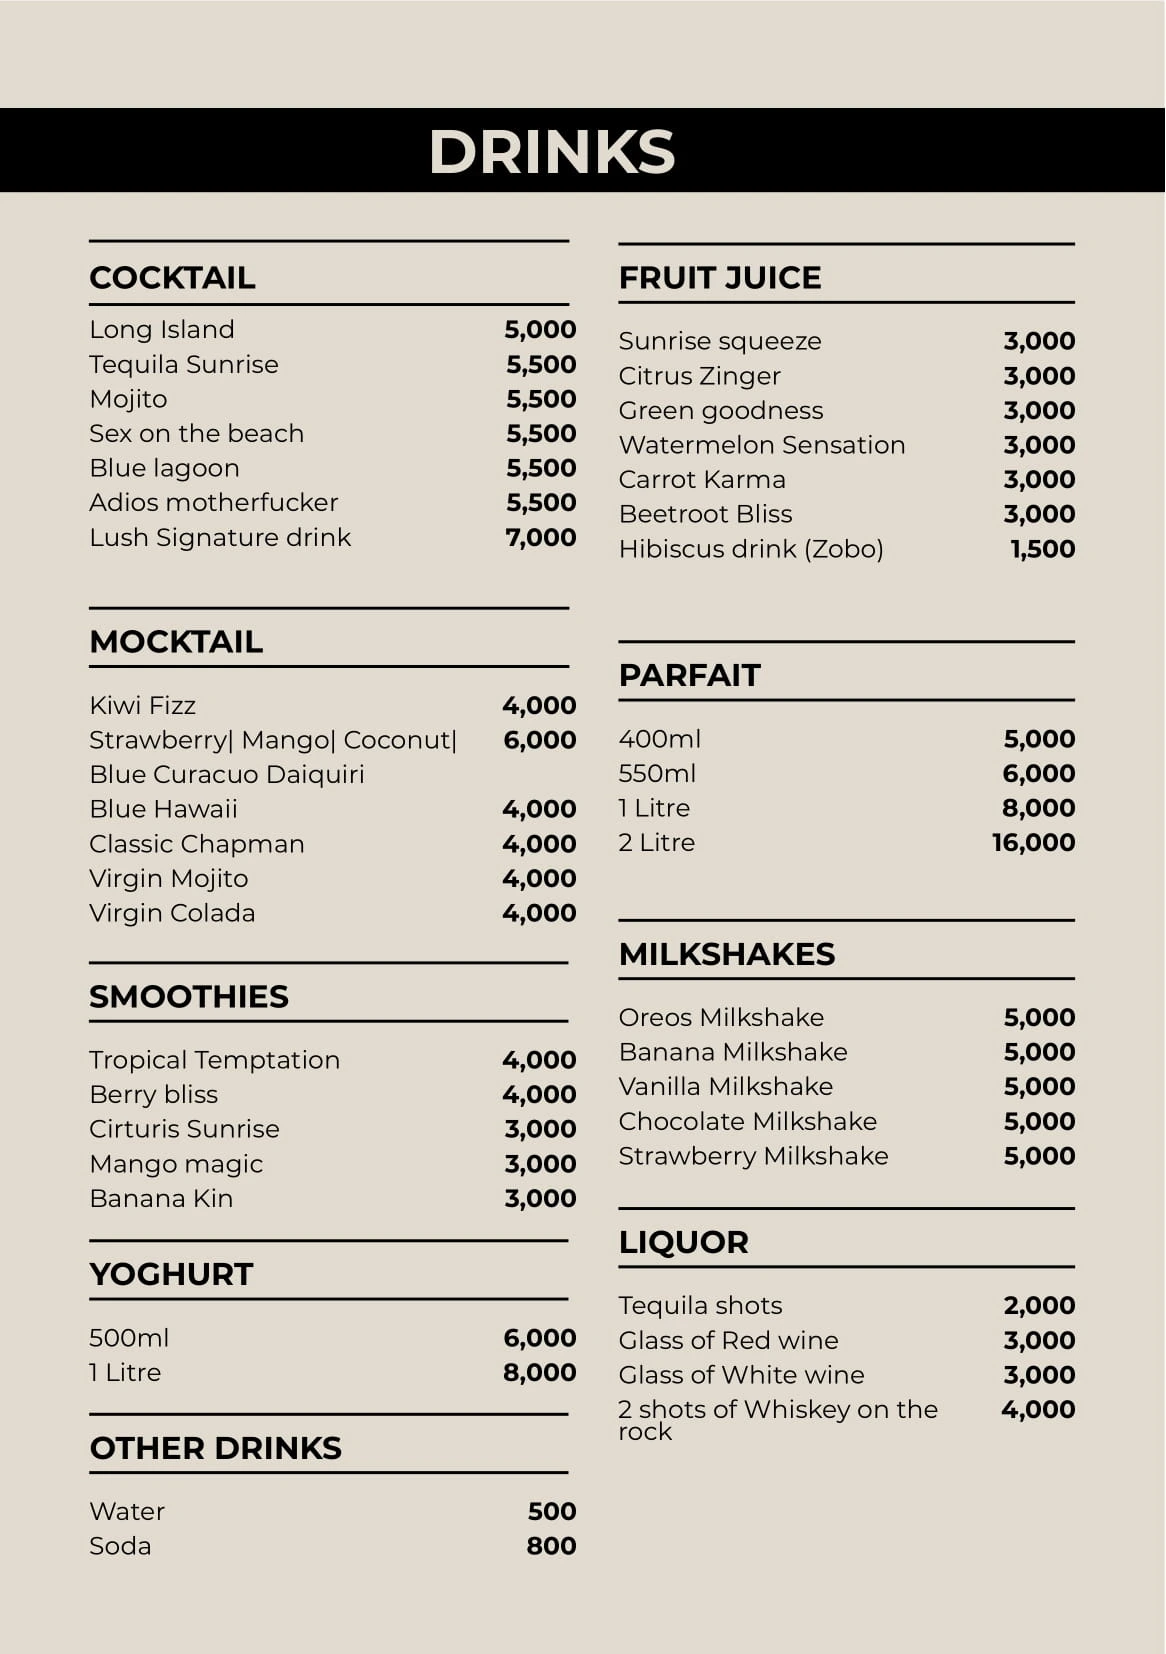 DRINKS
COCKTAIL
Long Island 5,000
Tequila Sunrise 5,500
Mojito 5,500
Sex on the beach 5,500
Blue lagoon 5,500
Adios motherfucker 5,500
Lush Signature drink 7,000
MOCKTAIL
Kiwi Fizz 4,000
Strawberry| Mango| Coconut| 6,000
Blue Curacuo Daiquiri
Blue Hawaii 4,000
Classic Chapman 4,000
Virgin Mojito 4,000
Virgin Colada 4,000
SMOOTHIES
Tropical Temptation 4,000
Berry bliss 4,000
Cirturis Sunrise 3,000
Mango magic 3,000
Banana Kin 3,000
YOGHURT
500ml 6,000
1 Litre 8,000
OTHER DRINKS
Water 500
Soda 800
FRUIT JUICE
Sunrise squeeze 3,000
Citrus Zinger 3,000
Green goodness 3,000
Watermelon Sensation 3,000
Carrot Karma 3,000
Beetroot Bliss 3,000
Hibiscus drink (Zobo) 1,500
PARFAIT
400ml 5,000
550ml 6,000
1 Litre 8,000
2 Litre 16,000
MILKSHAKES
Oreos Milkshake 5,000
Banana Milkshake 5,000
Vanilla Milkshake 5,000
Chocolate Milkshake 5,000
Strawberry Milkshake 5,000
LIQUOR
Tequila shots 2,000
Glass of Red wine 3,000
Glass of White wine 3,000
2 shots of Whiskey on the 4,000
rock